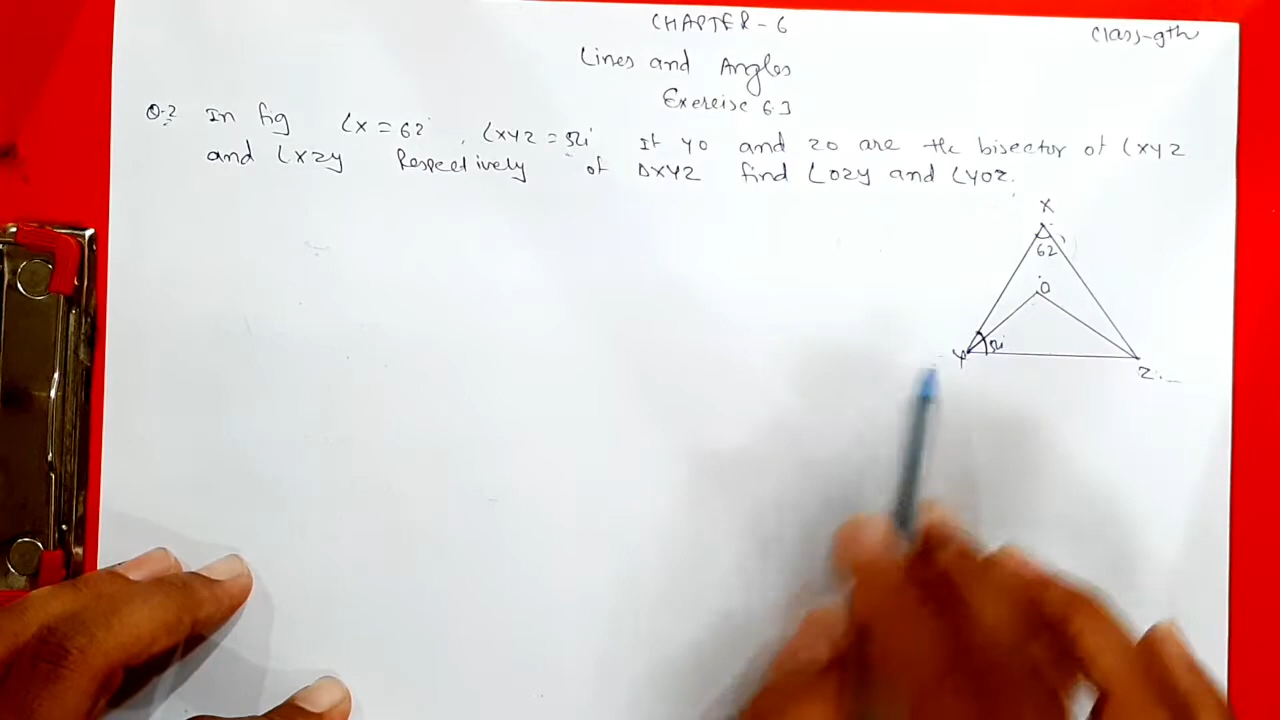 CHAPTER - 6
Class-9th
Lines and Angles
Exercise 6.3
Q.2 In fig ∠X = 62° , ∠XYZ = 54° If YO and ZO are the bisector of ∠XYZ
and ∠XZY Respectively of ΔXYZ find ∠OZY and ∠YOZ.
X
62°
O
Y
54°
Z